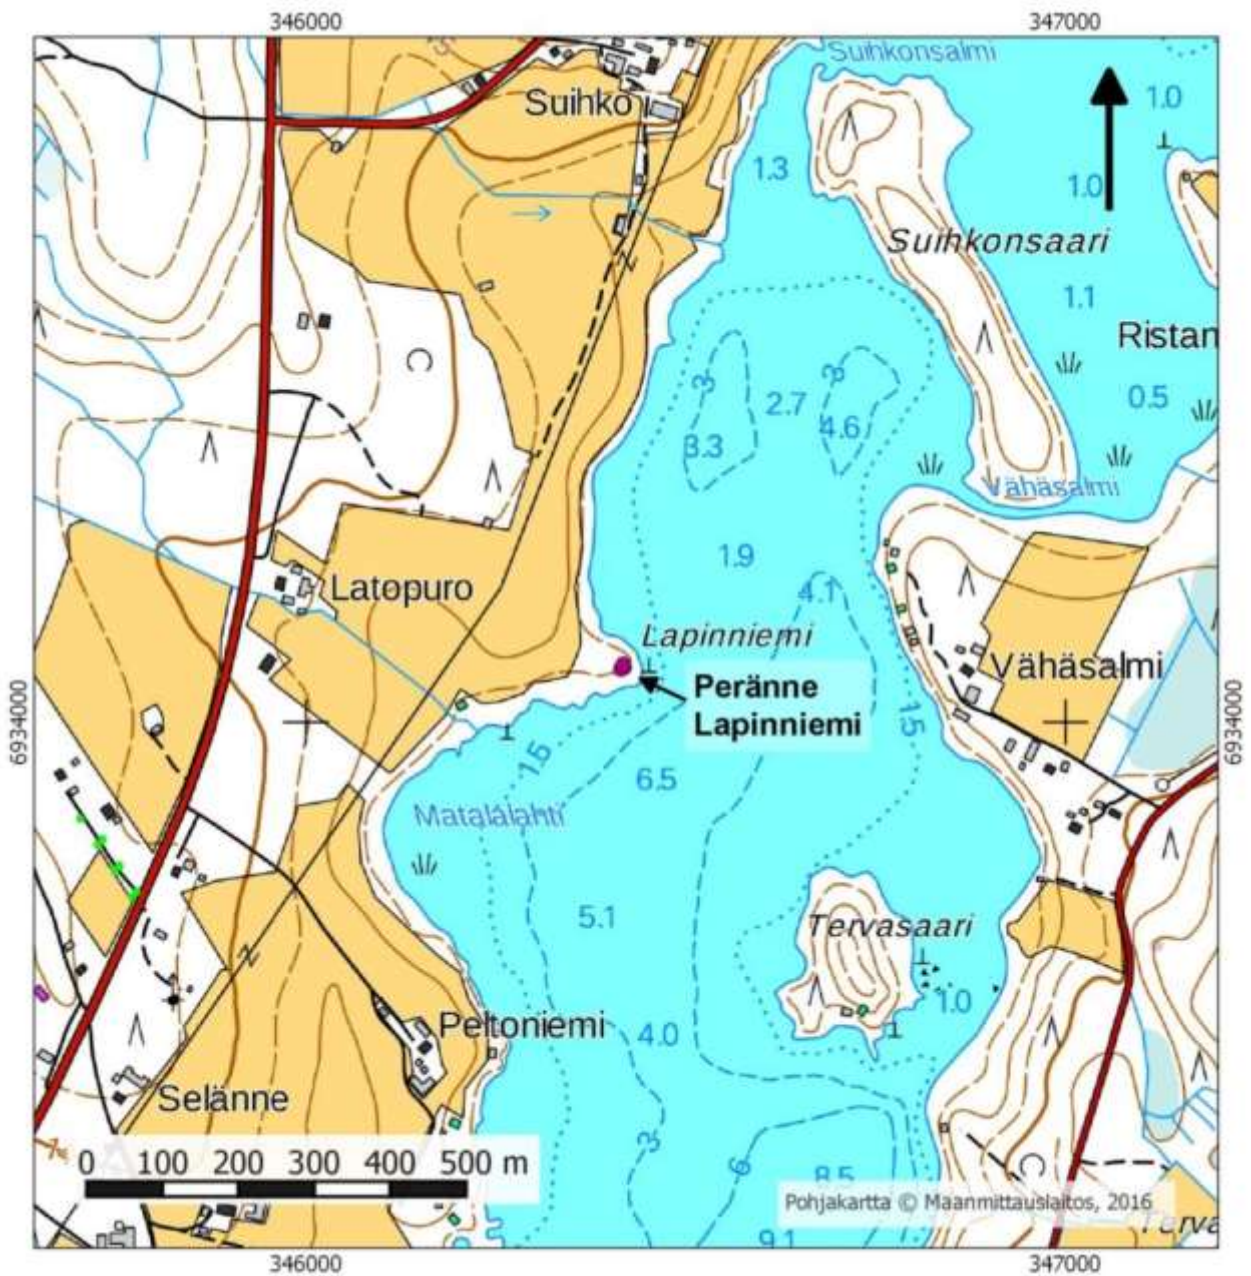 346000
347000
Suihkonsalmi
Suihko
1.0
1.3
1.0
Suihkonsaari
1.1
Ristan
3
3
2.7
0.5
3.3
4.6
Vähäsalmi
1.9
Latopuro
4.1
Lapinniemi
Vähäsalmi
Peränne
Lapinniemi
6934000
6934000
1.5
1.5
6.5
Matalalahti
5.1
Tervasaari
1.0
Peltoniemi
4.0
Selänne
3
6
8.5
0 100 200 300 400 500 m
Pohjakartta © Maanmittauslaitos, 2016
Terva
9.1
346000
347000